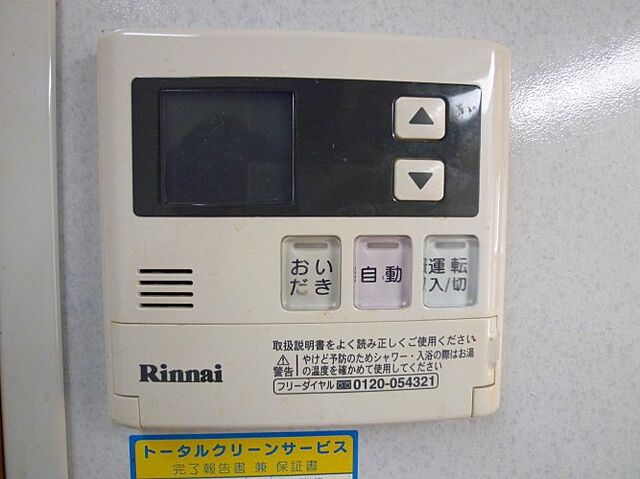 ▲
▼
おいだき
自動
運転
入/切
取扱説明書をよく読み正しくご使用ください
警告
やけど予防のためシャワー・入浴の際はお湯
の温度を確かめて使用してください
フリーダイヤル 0120-054321
Rinnai
トータルクリーンサービス
完了報告書 兼 保証書